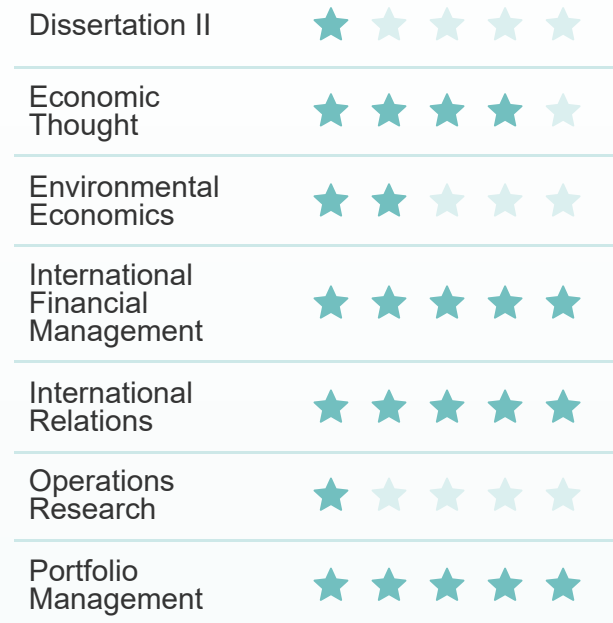 Dissertation II
Economic
Thought
Environmental
Economics
International
Financial
Management
International
Relations
Operations
Research
Portfolio
Management